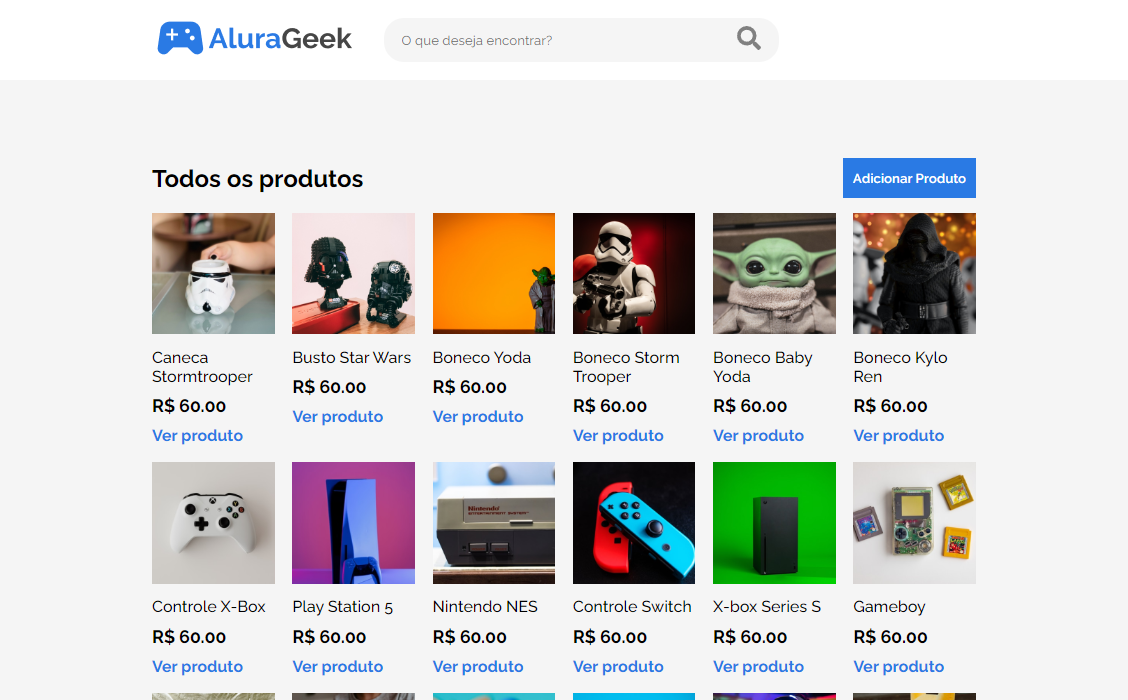 AluraGeek
O que deseja encontrar?
Todos os produtos
Adicionar Produto
Caneca
Stormtrooper
R$ 60.00
Ver produto
Busto Star Wars
R$ 60.00
Ver produto
Boneco Yoda
R$ 60.00
Ver produto
Boneco Storm
Trooper
R$ 60.00
Ver produto
Boneco Baby
Yoda
R$ 60.00
Ver produto
Boneco Kylo
Ren
R$ 60.00
Ver produto
Controle X-Box
R$ 60.00
Ver produto
Play Station 5
R$ 60.00
Ver produto
Nintendo
Nintendo NES
R$ 60.00
Ver produto
Controle Switch
R$ 60.00
Ver produto
X-box Series S
R$ 60.00
Ver produto
Gameboy
R$ 60.00
Ver produto